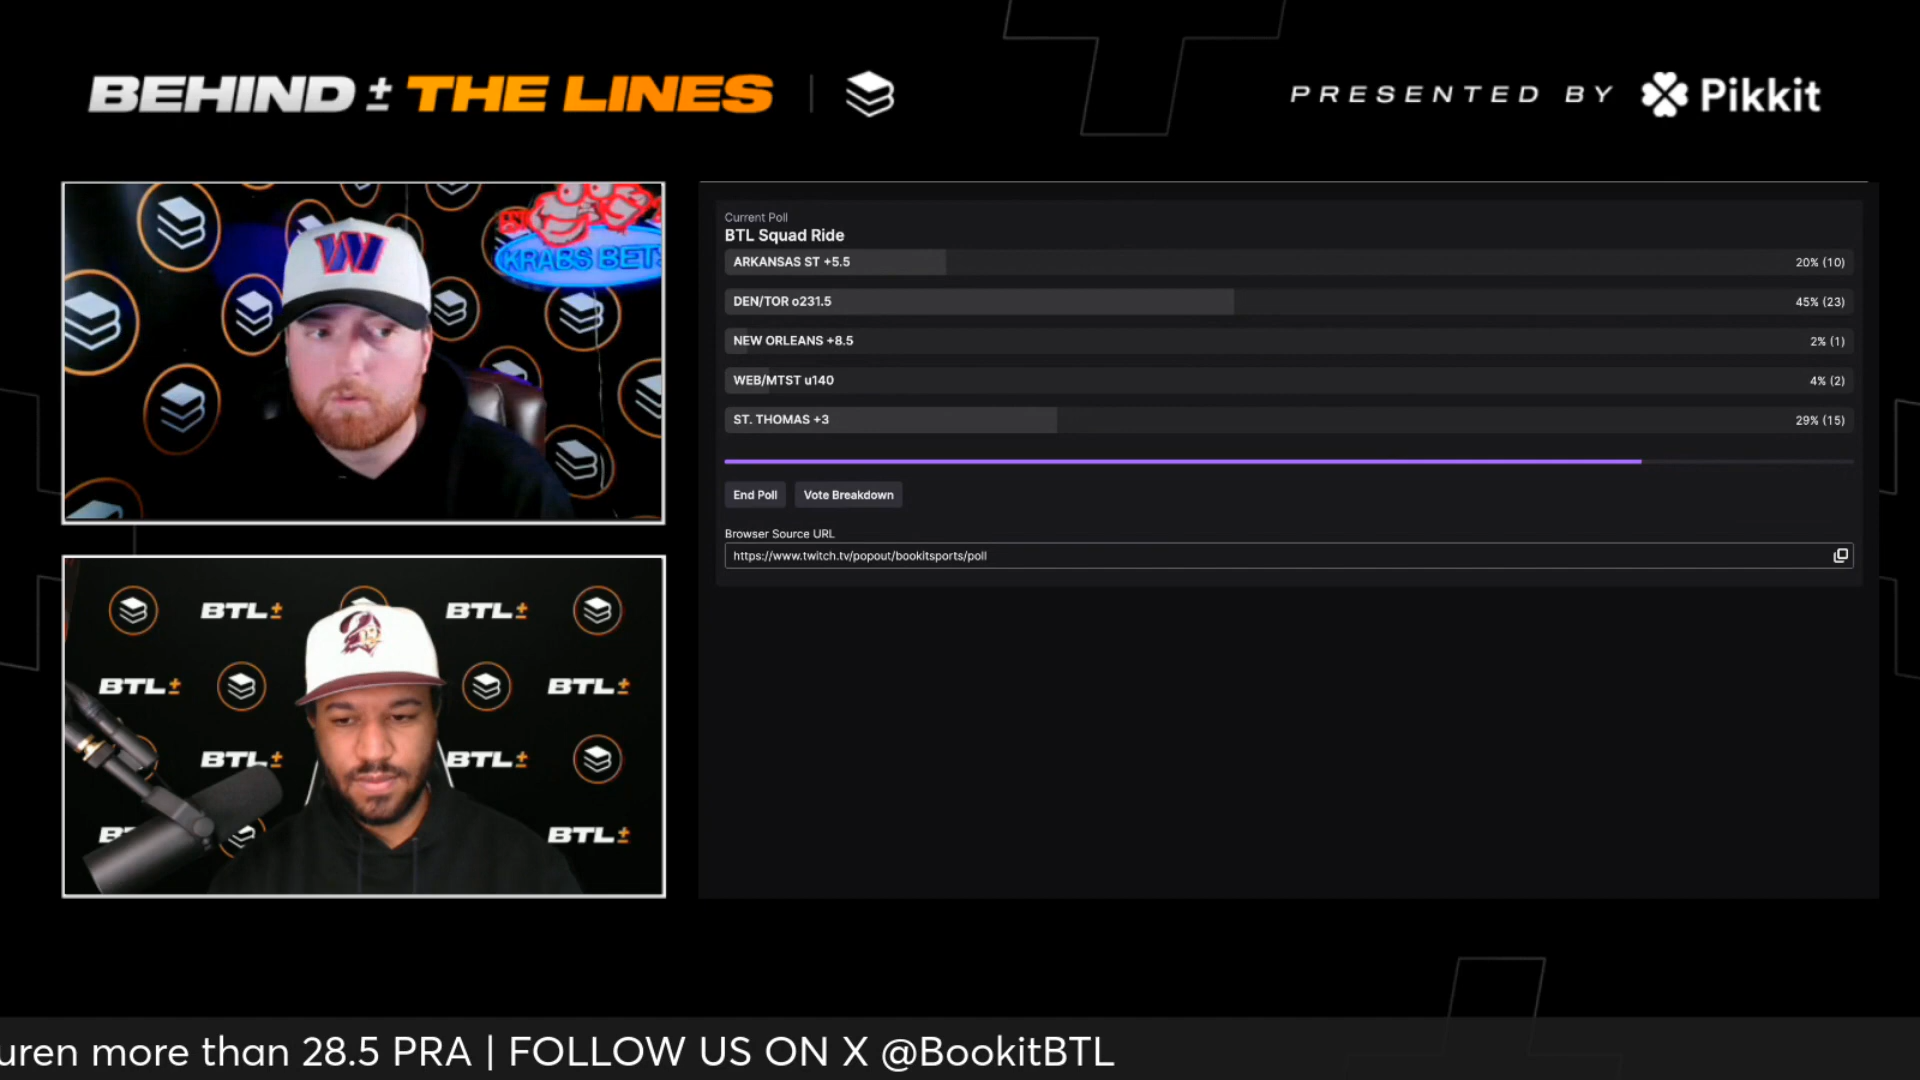 BEHIND ± THE LINES
PRESENTED BY Pikkit
KRABS BETS
BTL± BTL±
BTL± BTL±
BTL± BTL±
BTL±
Current Poll
BTL Squad Ride
ARKANSAS ST +5.5 20% (10)
DEN/TOR o231.5 45% (23)
NEW ORLEANS +8.5 2% (1)
WEB/MTST u140 4% (2)
ST. THOMAS +3 29% (15)
End Poll Vote Breakdown
Browser Source URL
https://www.twitch.tv/popout/bookitsports/poll
uren more than 28.5 PRA | FOLLOW US ON X @BookitBTL